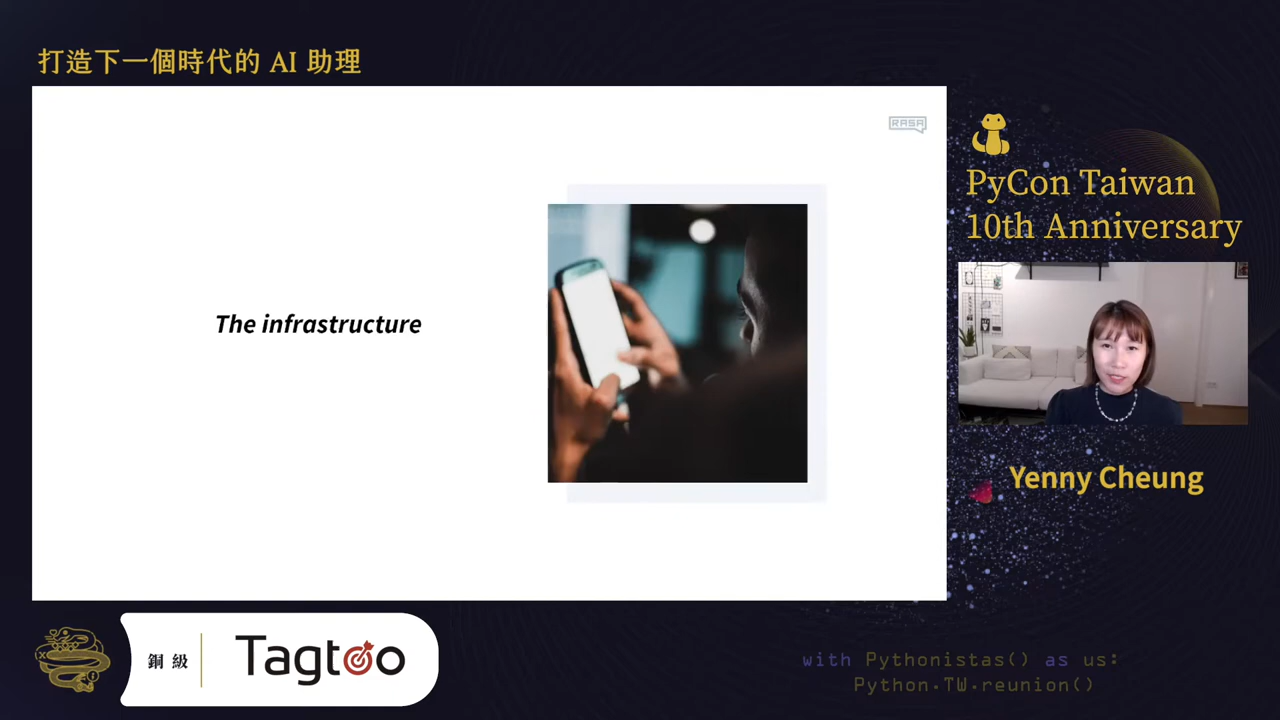 打造下一個時代的 AI 助理
RASA
The infrastructure
PyCon Taiwan
10th Anniversary
Yenny Cheung
銅級
Tagtoo
with Pythonistas() as us:
Python.TW.reunion()